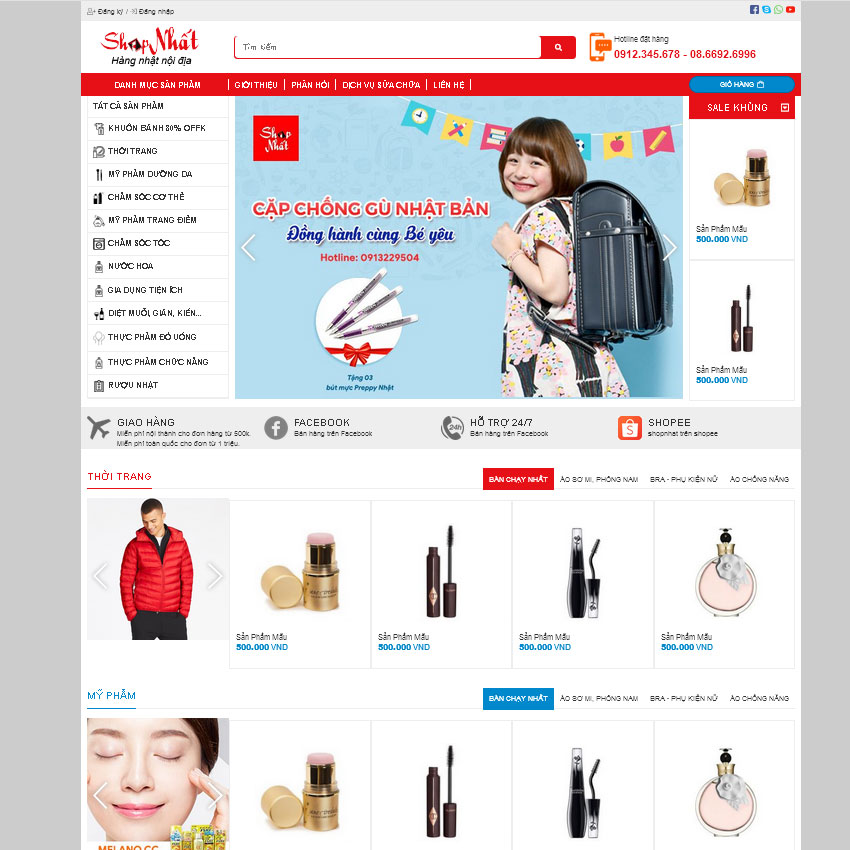 Đăng ký / Đăng nhập
Shop Nhất
Hàng nhật nội địa
Tìm kiếm
Hotline đặt hàng
0912.345.678 - 08.6692.6996
DANH MỤC SẢN PHẨM
GIỚI THIỆU
PHẢN HỒI
DỊCH VỤ SỬA CHỮA
LIÊN HỆ
GIỎ HÀNG
TẤT CẢ SẢN PHẨM
KHUÔN BÁNH 80% OFFK
THỜI TRANG
MỸ PHẨM DƯỠNG DA
CHĂM SÓC CƠ THỂ
MỸ PHẨM TRANG ĐIỂM
CHĂM SÓC TÓC
NƯỚC HOA
GIA DỤNG TIỆN ÍCH
DIỆT MUỖI, GIÁN, KIẾN...
THỰC PHẨM ĐỒ UỐNG
THỰC PHẨM CHỨC NĂNG
RƯỢU NHẬT
Shop Nhất
CẶP CHỐNG GÙ NHẬT BẢN
Đồng hành cùng Bé yêu
Hotline: 0913229504
Tặng 03
bút mực Preppy Nhật
SALE KHỦNG
Sản Phẩm Mẫu
500.000 VND
Sản Phẩm Mẫu
500.000 VND
GIAO HÀNG
Miễn phí nội thành cho đơn hàng từ 500k.
Miễn phí toàn quốc cho đơn từ 1 triệu.
FACEBOOK
Bán hàng trên Facebook
24h
HỖ TRỢ 24/7
Bán hàng trên Facebook
SHOPEE
shopnhat trên shopee
THỜI TRANG
BÁN CHẠY NHẤT
ÁO SƠ MI, PHÔNG NAM
BRA - PHỤ KIỆN NỮ
ÁO CHỐNG NẮNG
Sản Phẩm Mẫu
500.000 VND
Sản Phẩm Mẫu
500.000 VND
Sản Phẩm Mẫu
500.000 VND
Sản Phẩm Mẫu
500.000 VND
MỸ PHẨM
BÁN CHẠY NHẤT
ÁO SƠ MI, PHÔNG NAM
BRA - PHỤ KIỆN NỮ
ÁO CHỐNG NẮNG
MELANO CC